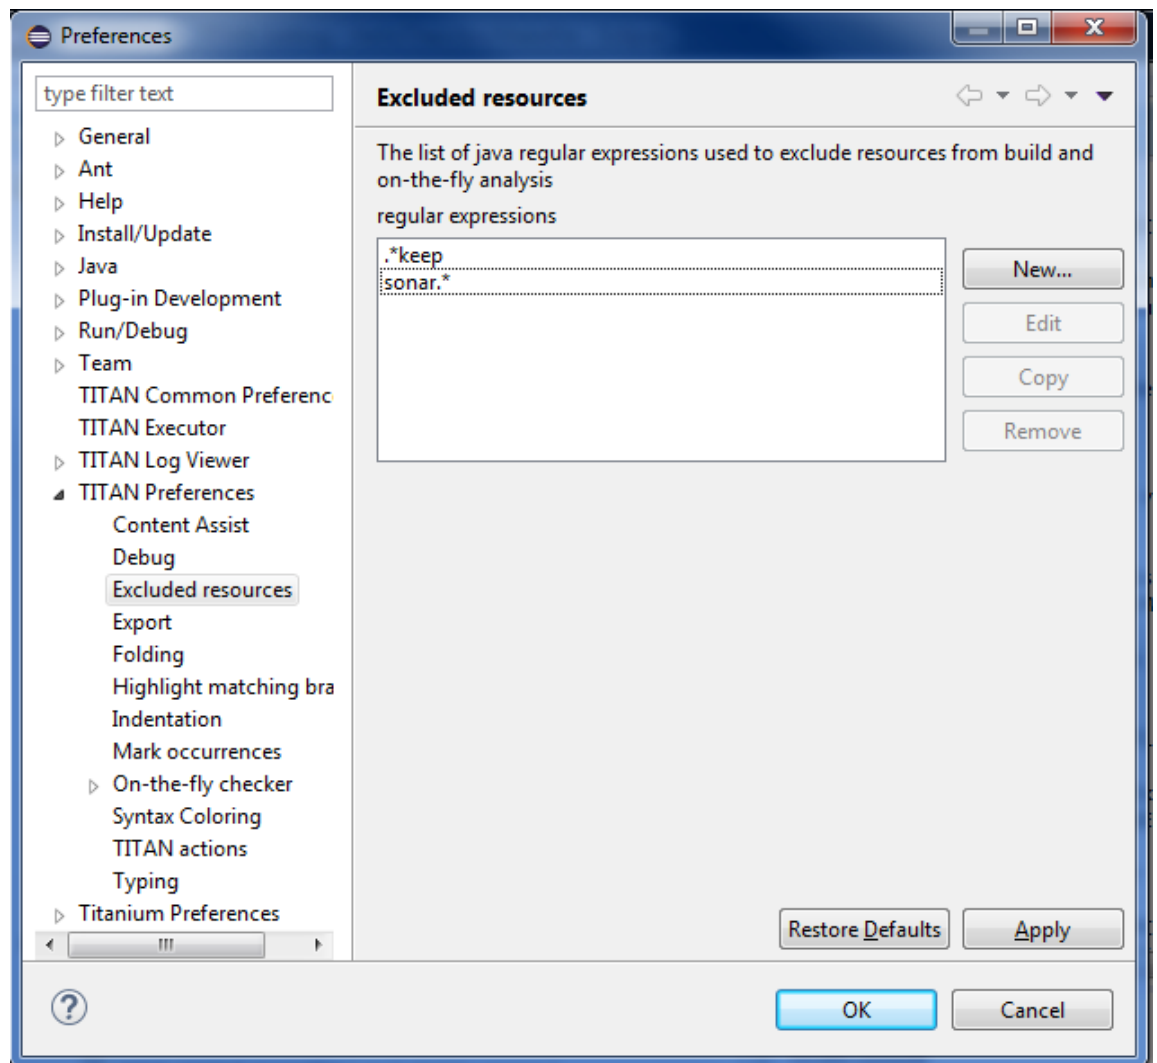 Preferences
type filter text
General
Ant
Help
Install/Update
Java
Plug-in Development
Run/Debug
Team
TITAN Common Preferenc
TITAN Executor
TITAN Log Viewer
TITAN Preferences
Content Assist
Debug
Excluded resources
Export
Folding
Highlight matching bra
Indentation
Mark occurrences
On-the-fly checker
Syntax Coloring
TITAN actions
Typing
Titanium Preferences
Excluded resources
The list of java regular expressions used to exclude resources from build and
on-the-fly analysis
regular expressions
.*keep
sonar.*
New...
Edit
Copy
Remove
Restore Defaults
Apply
OK
Cancel